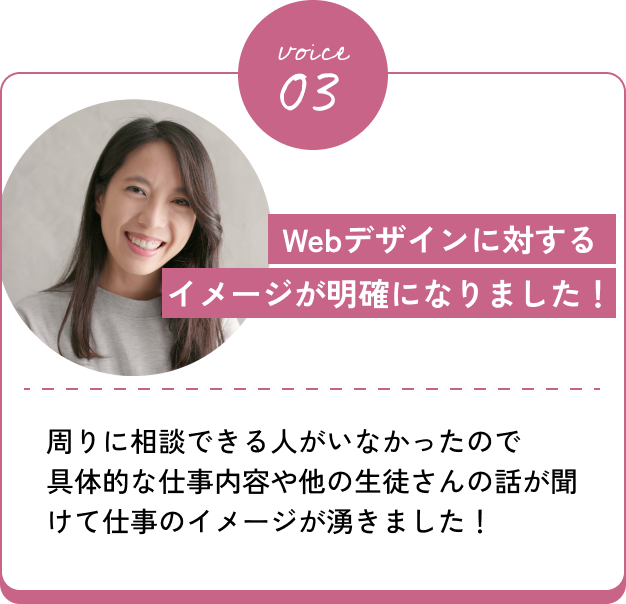 voice
03
Webデザインに対する
イメージが明確になりました！
周りに相談できる人がいなかったので
具体的な仕事内容や他の生徒さんの話が聞
けて仕事のイメージが湧きました！